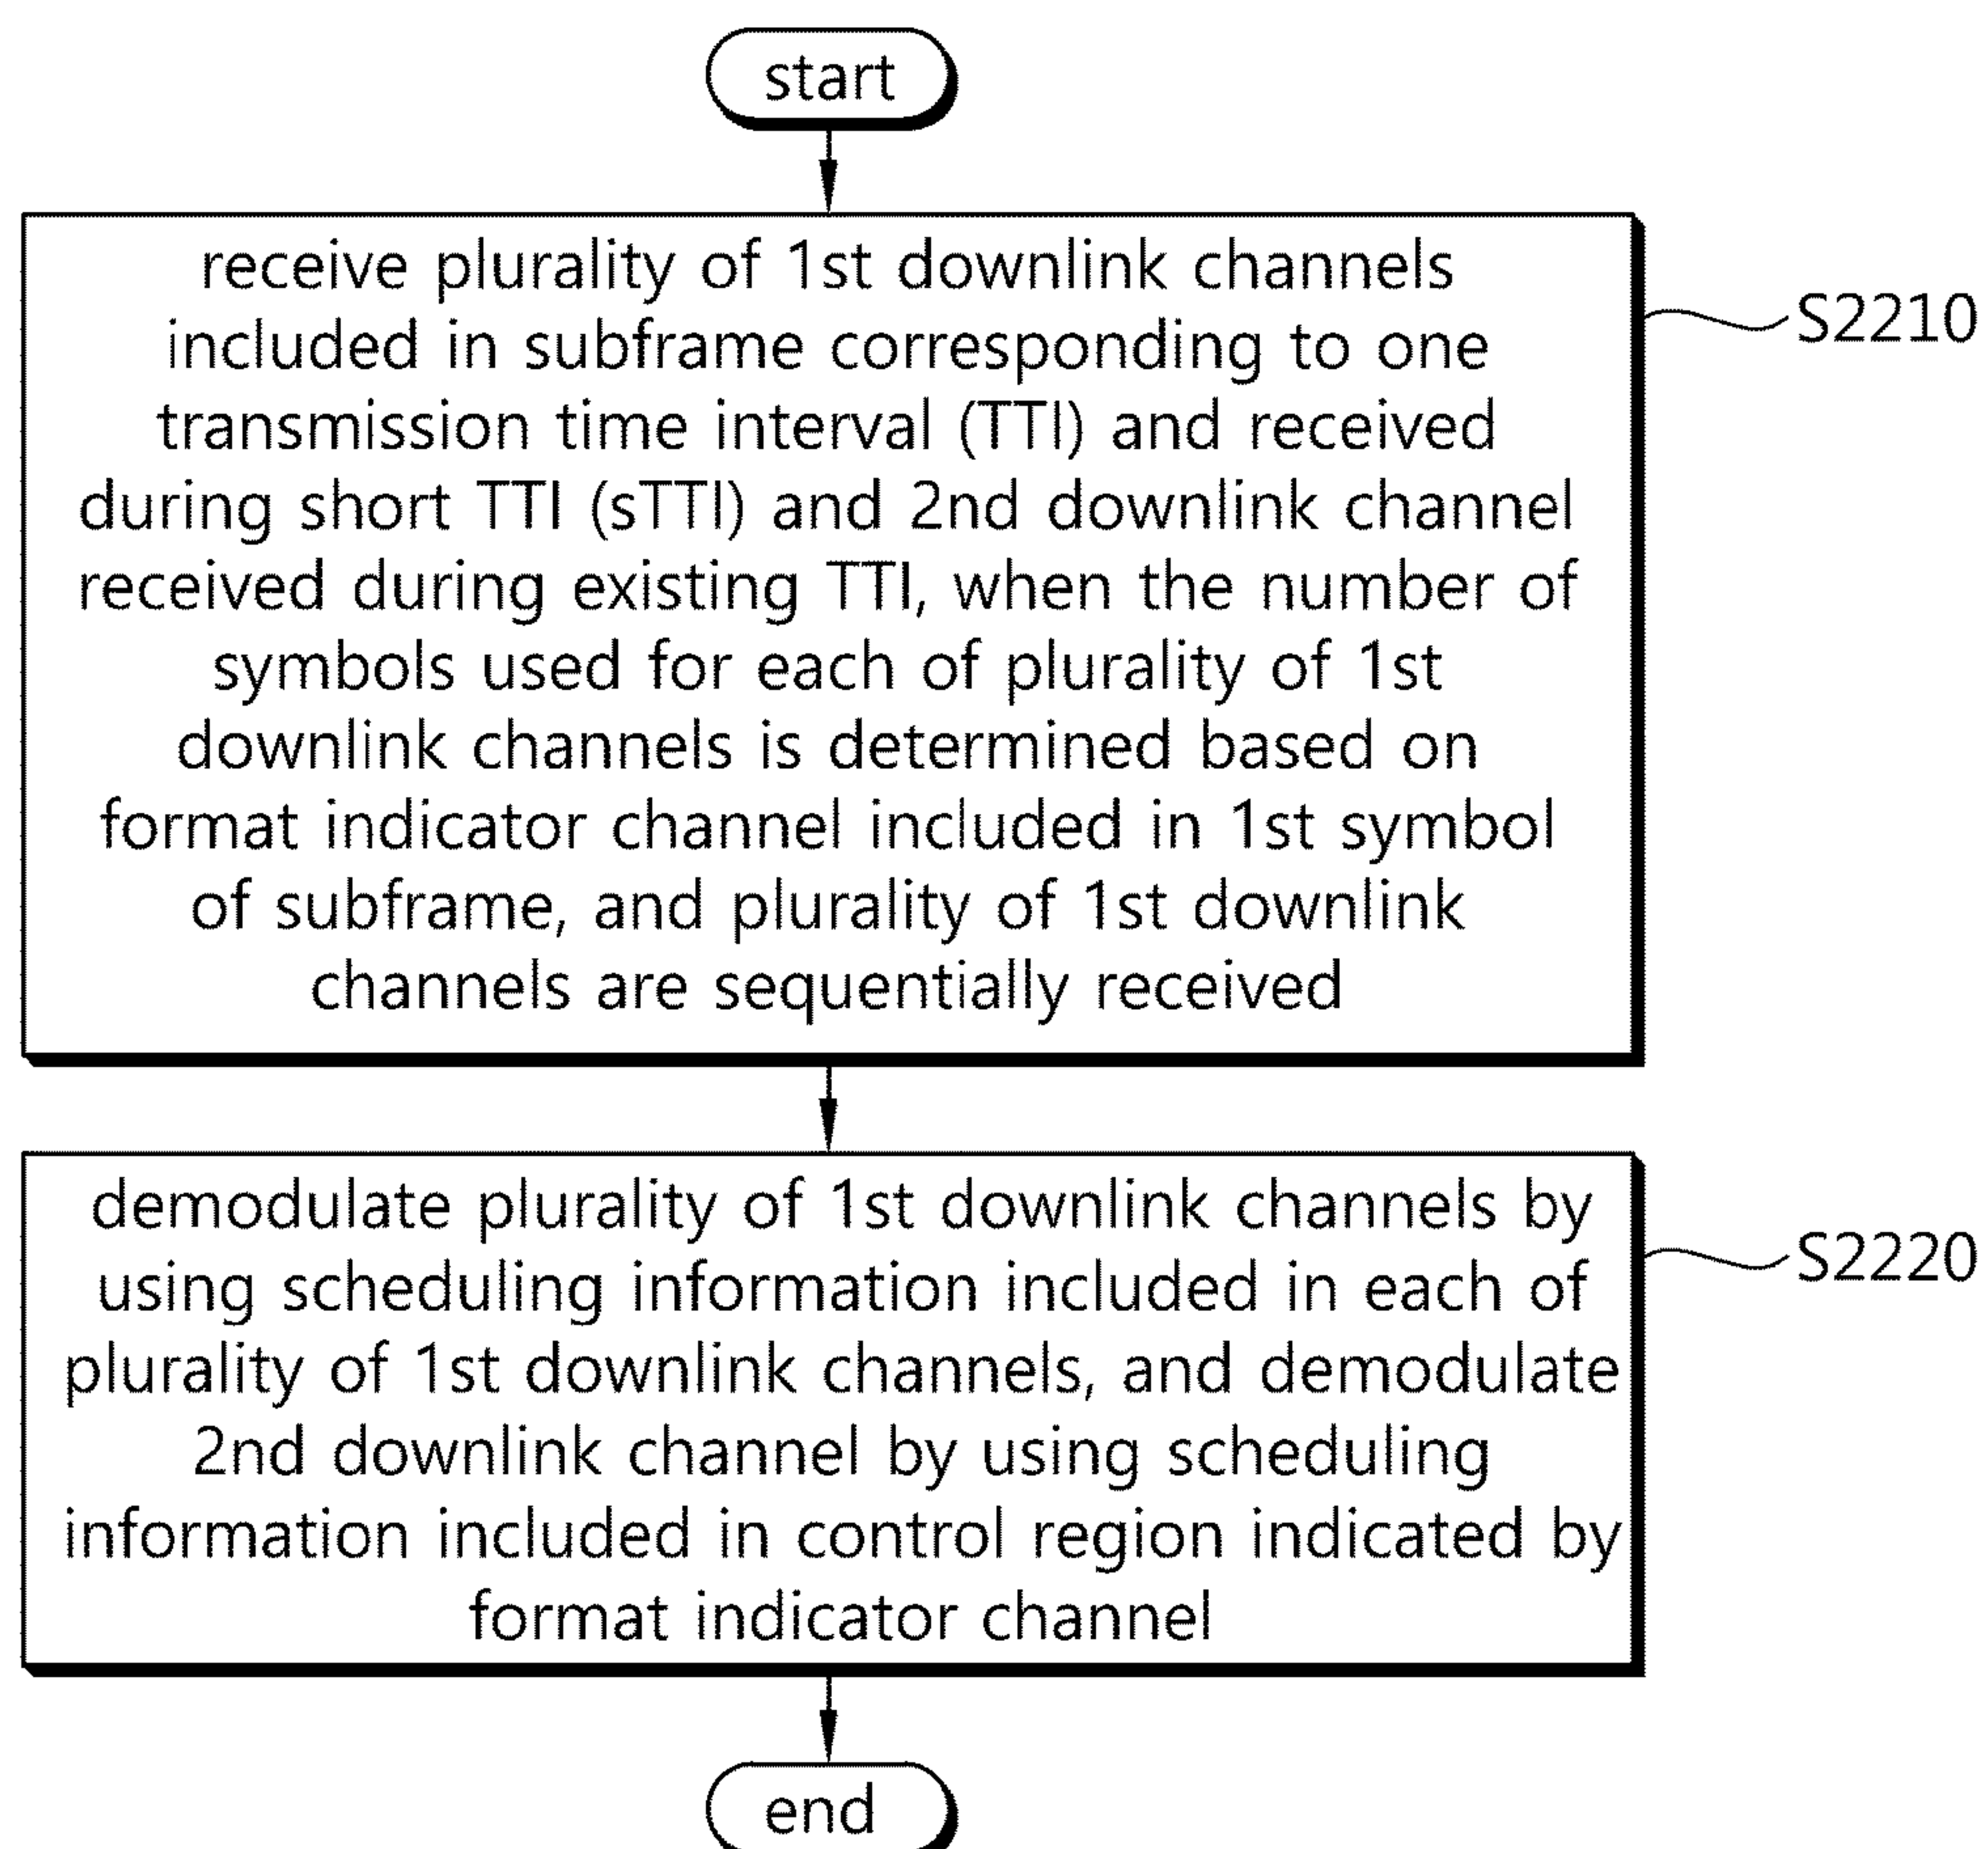 start
receive plurality of 1st downlink channels
included in subframe corresponding to one
transmission time interval (TTI) and received
during short TTI (sTTI) and 2nd downlink channel
received during existing TTI, when the number of
symbols used for each of plurality of 1st
downlink channels is determined based on
format indicator channel included in 1st symbol
of subframe, and plurality of 1st downlink
channels are sequentially received
S2210
demodulate plurality of 1st downlink channels by
using scheduling information included in each of
plurality of 1st downlink channels, and demodulate
2nd downlink channel by using scheduling
information included in control region indicated by
format indicator channel
S2220
end